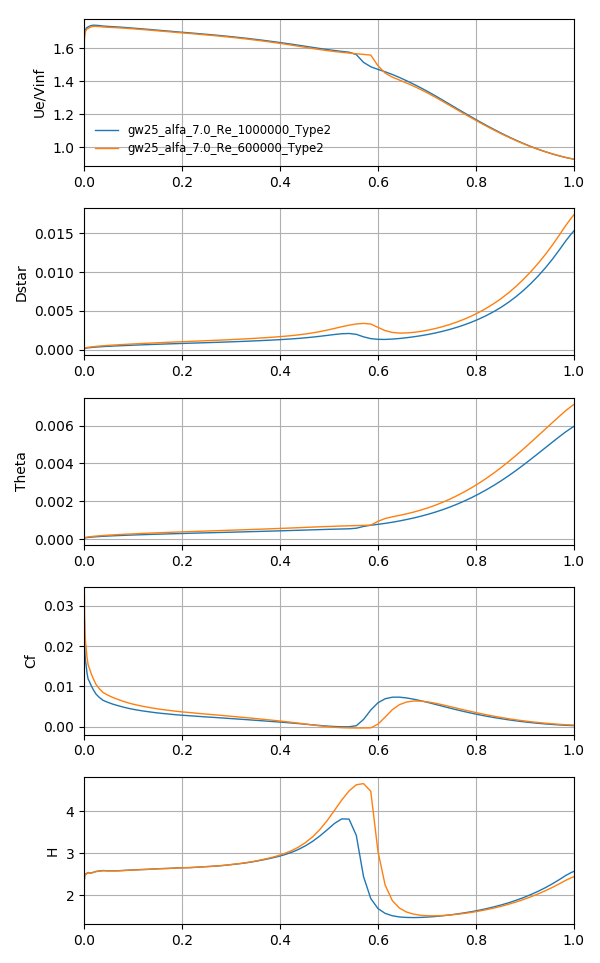 1.6
1.4
1.2
1.0
Ue/Vinf
gw25_alfa_7.0_Re_1000000_Type2
gw25_alfa_7.0_Re_600000_Type2
0.0 0.2 0.4 0.6 0.8 1.0
0.015
0.010
0.005
0.000
Dstar
0.0 0.2 0.4 0.6 0.8 1.0
0.006
0.004
0.002
0.000
Theta
0.0 0.2 0.4 0.6 0.8 1.0
0.03
0.02
0.01
0.00
Cf
0.0 0.2 0.4 0.6 0.8 1.0
4
3
2
H
0.0 0.2 0.4 0.6 0.8 1.0